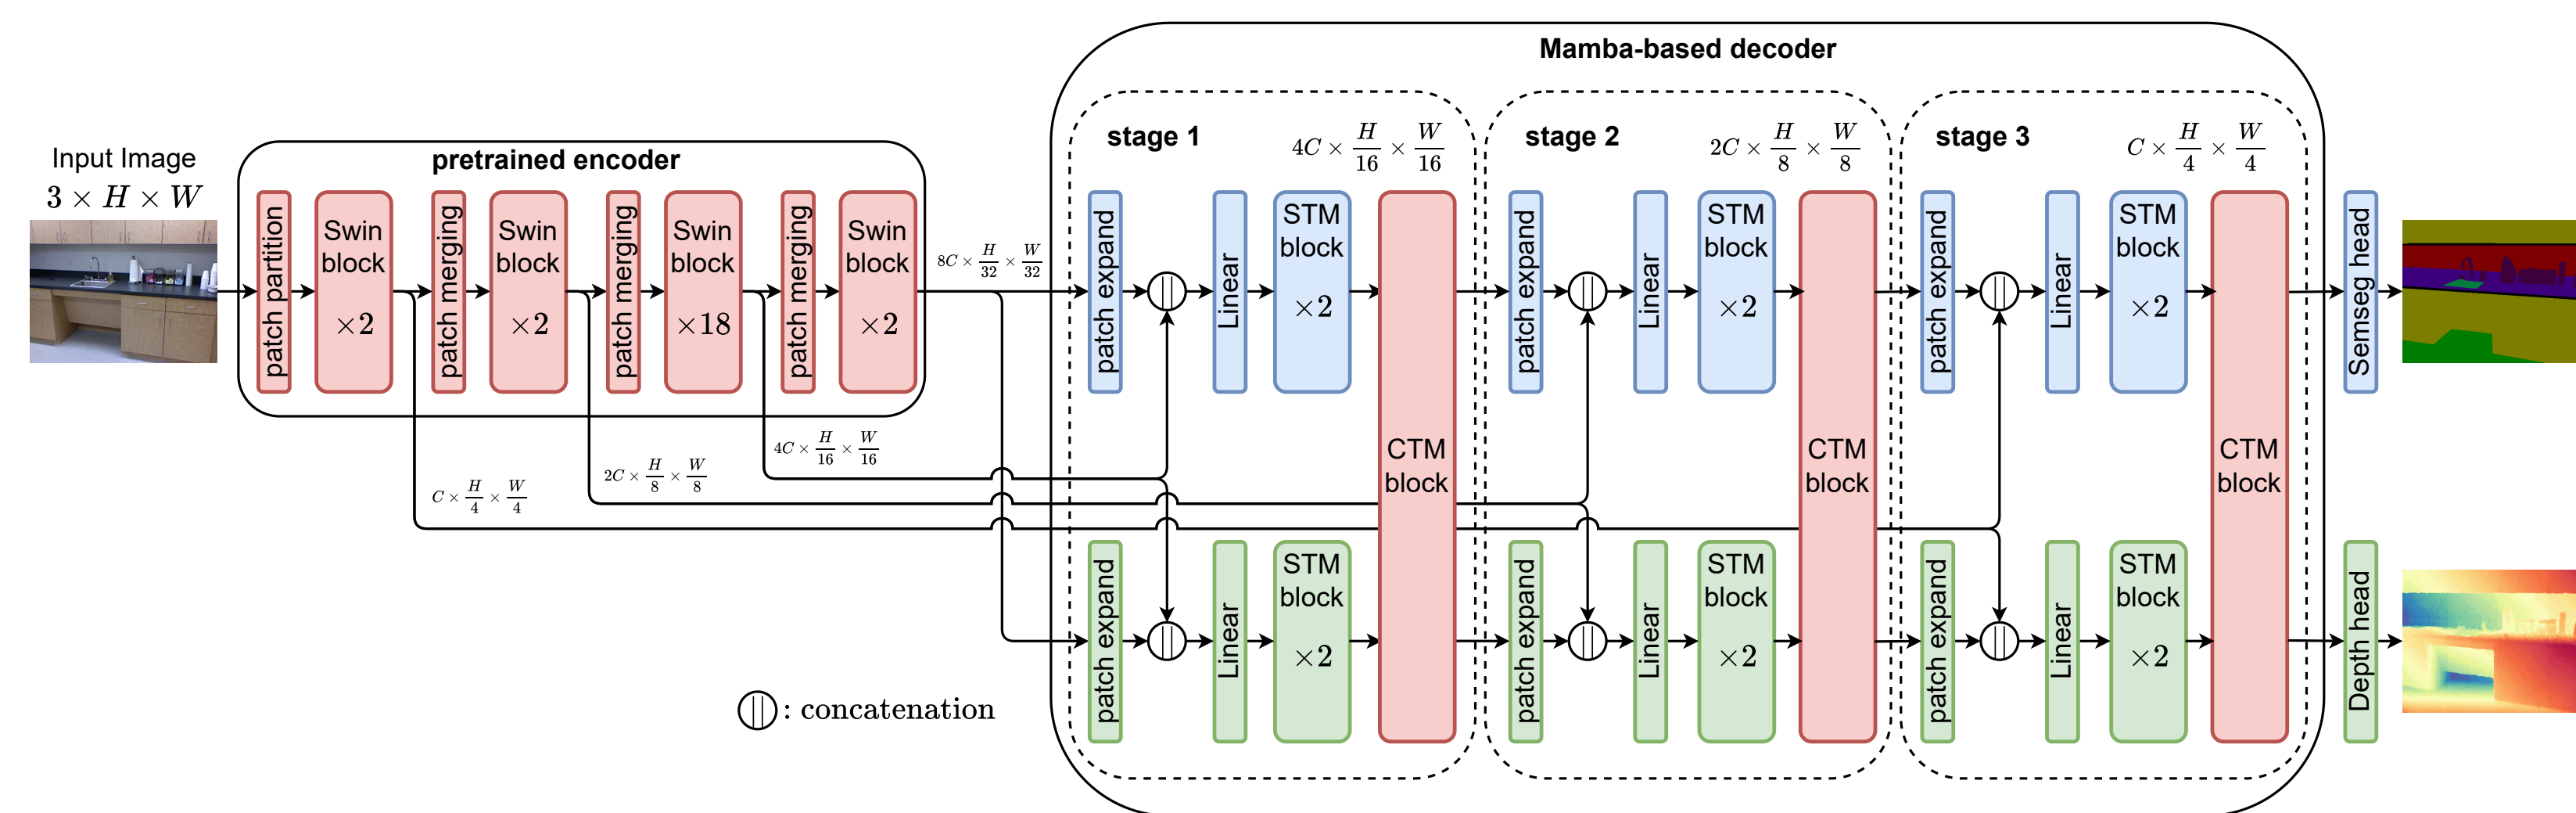 Mamba-based decoder
Input Image
3 × H × W
pretrained encoder
patch partition
Swin block ×2
patch merging
Swin block ×2
patch merging
Swin block ×18
patch merging
Swin block ×2
8C × H/32 × W/32
4C × H/16 × W/16
2C × H/8 × W/8
C × H/4 × W/4
stage 1
4C × H/16 × W/16
patch expand
||
Linear
STM block ×2
CTM block
patch expand
||
Linear
STM block ×2
stage 2
2C × H/8 × W/8
patch expand
||
Linear
STM block ×2
CTM block
patch expand
||
Linear
STM block ×2
stage 3
C × H/4 × W/4
patch expand
||
Linear
STM block ×2
CTM block
patch expand
||
Linear
STM block ×2
Semseg head
Depth head
|| : concatenation